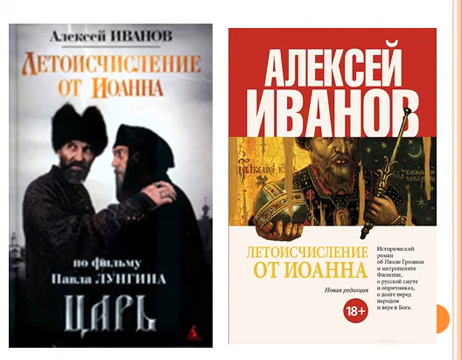 Алексей ИВАНОВ
ЛЕТОИСЧИСЛЕНИЕ
ОТ ИОАННА
по фильму
Павла ЛУНГИНА
ЦАРЬ
АЛЕКСЕЙ
ИВАНОВ
ЛЕТОИСЧИСЛЕНИЕ
ОТ ИОАННА
Новая редакция
18+
Исторический
роман
об Иване Грозном
и митрополите
Филиппе,
о русской смуте
и опричниках,
о долге перед
народом
и вере в Бога.